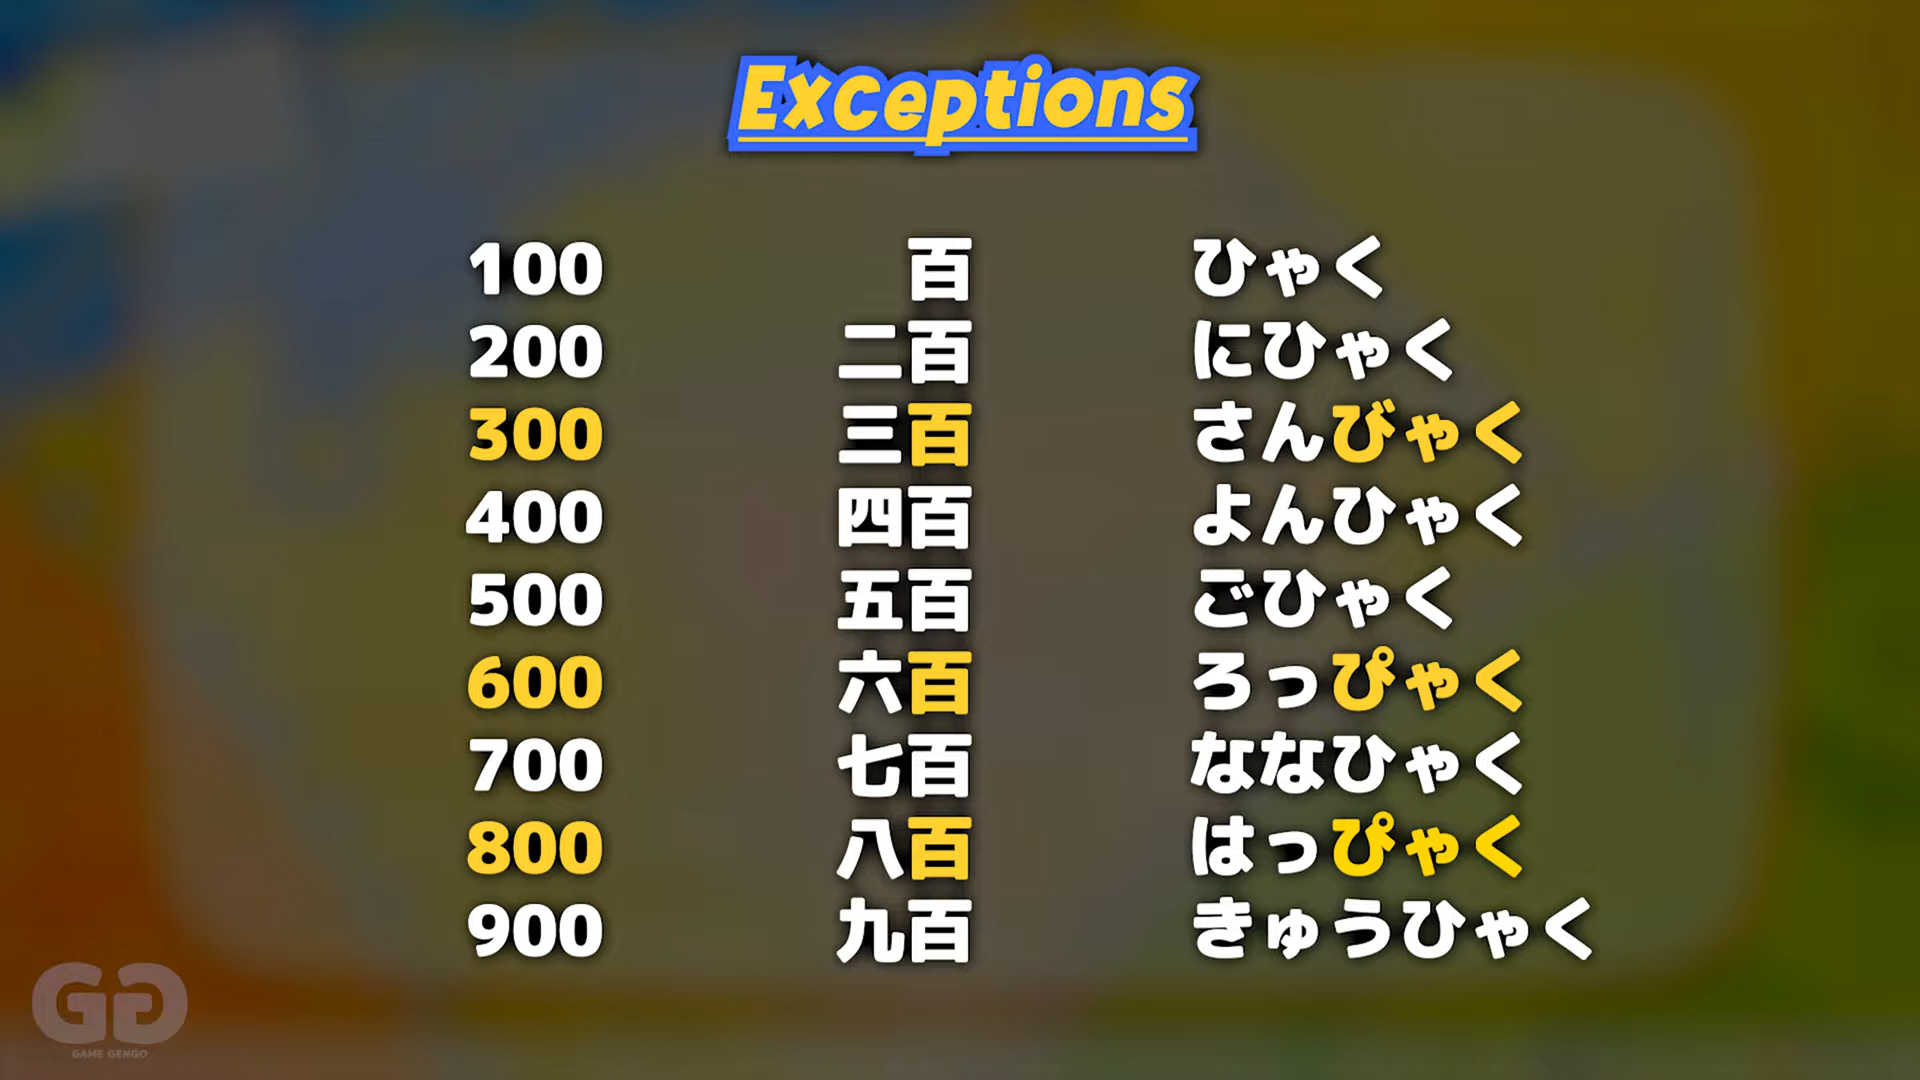 Exceptions
100 百 ひゃく
200 二百 にひゃく
300 三百 さんびゃく
400 四百 よんひゃく
500 五百 ごひゃく
600 六百 ろっぴゃく
700 七百 ななひゃく
800 八百 はっぴゃく
900 九百 きゅうひゃく
GG
GAME GENGO